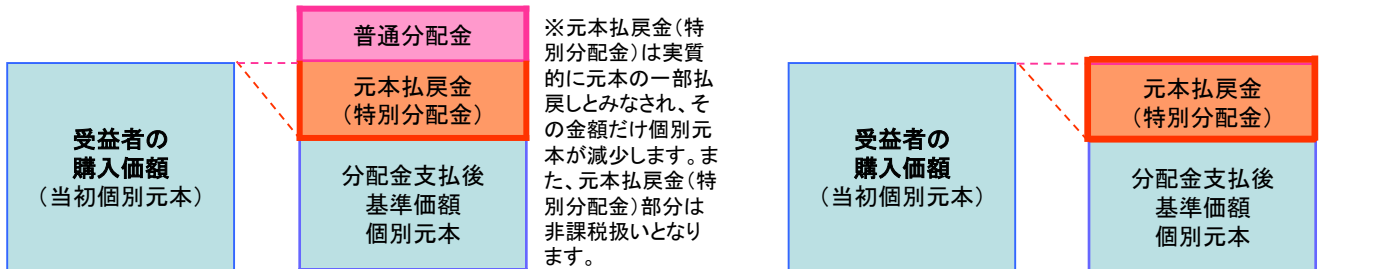 普通分配金
元本払戻金
(特別分配金)
受益者の
購入価額
(当初個別元本)
分配金支払後
基準価額
個別元本
※元本払戻金(特
別分配金)は実質
的に元本の一部払
戻しとみなされ、そ
の金額だけ個別元
本が減少します。ま
た、元本払戻金(特
別分配金)部分は
非課税扱いとなり
ます。
受益者の
購入価額
(当初個別元本)
元本払戻金
(特別分配金)
分配金支払後
基準価額
個別元本